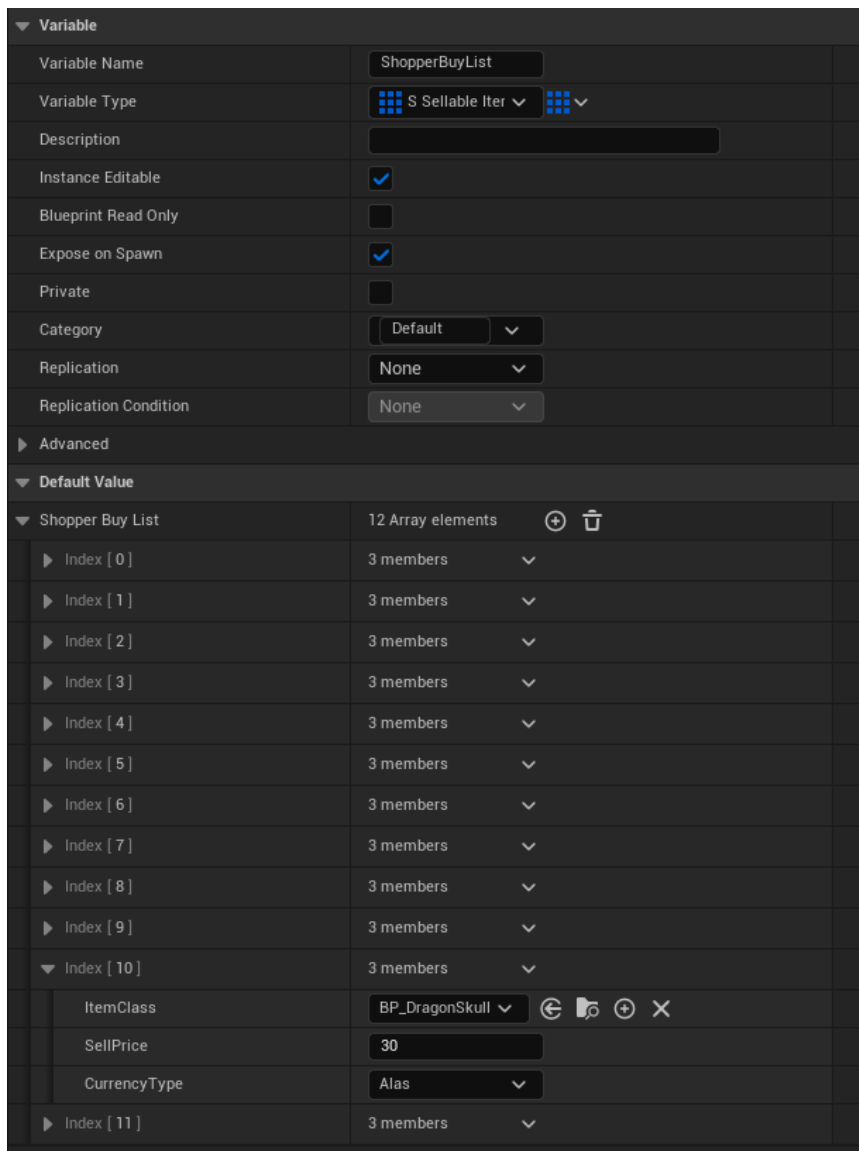 Variable
Variable Name ShopperBuyList
Variable Type S Sellable Iter
Description
Instance Editable
Blueprint Read Only
Expose on Spawn
Private
Category Default
Replication None
Replication Condition None
Advanced
Default Value
Shopper Buy List 12 Array elements
Index [ 0 ] 3 members
Index [ 1 ] 3 members
Index [ 2 ] 3 members
Index [ 3 ] 3 members
Index [ 4 ] 3 members
Index [ 5 ] 3 members
Index [ 6 ] 3 members
Index [ 7 ] 3 members
Index [ 8 ] 3 members
Index [ 9 ] 3 members
Index [ 10 ] 3 members
ItemClass BP_DragonSkull
SellPrice 30
CurrencyType Alas
Index [ 11 ] 3 members